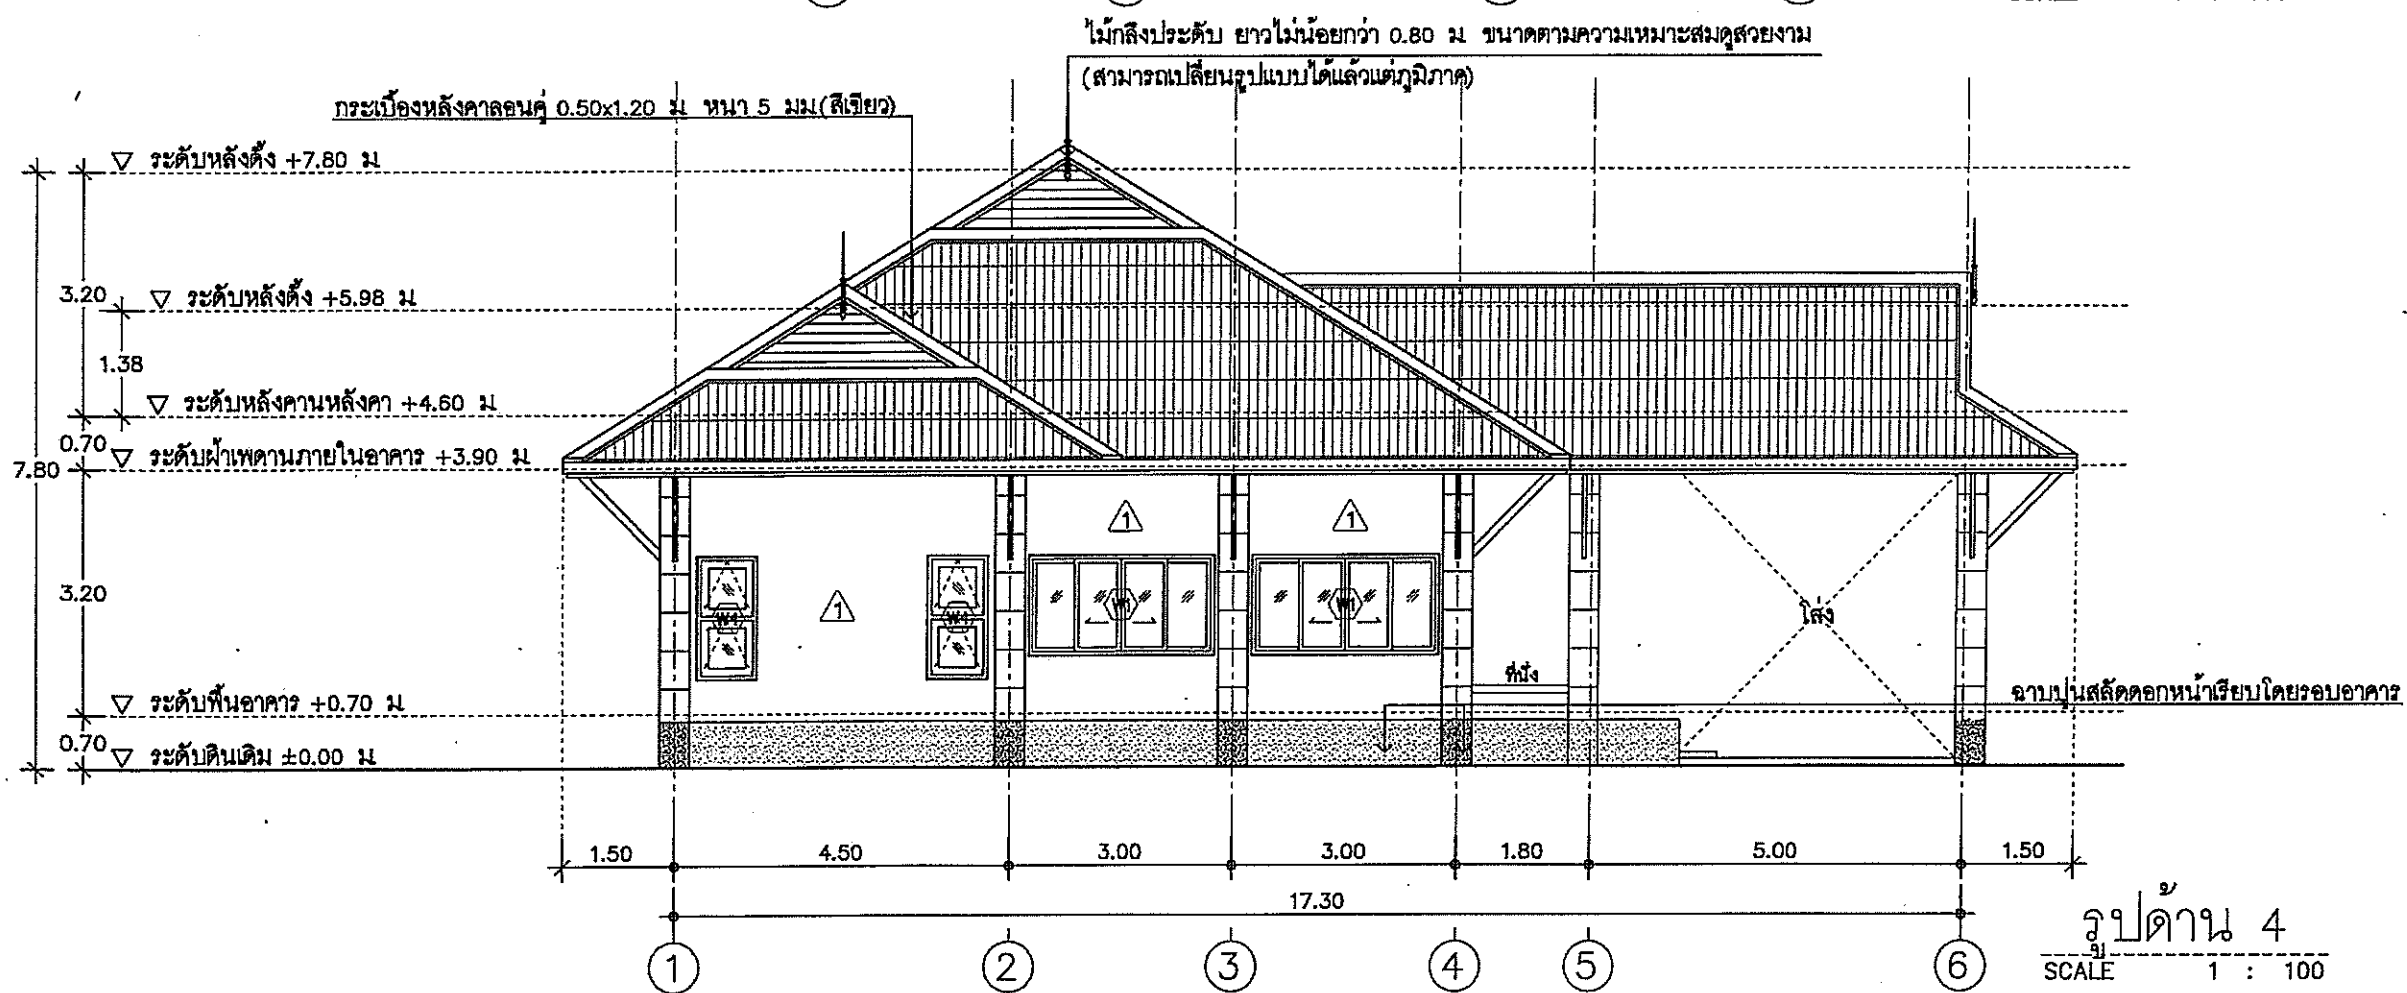 ไม้กลึงประดับ ยาวไม่น้อยกว่า 0.80 ม ขนาดตามความเหมาะสมดูสวยงาม
(สามารถเปลี่ยนรูปแบบได้แล้วแต่ภูมิภาค)
กระเบื้องหลังคาลอนคู่ 0.50x1.20 ม หนา 5 มม(สีเขียว)
ระดับหลังตั้ง +7.80 ม
3.20
ระดับหลังตั้ง +5.98 ม
1.38
ระดับหลังคานหลังคา +4.60 ม
0.70
7.80
ระดับฝ้าเพดานภายในอาคาร +3.90 ม
1
1
3.20
1
W4
W4
W1
W1
โล่ง
ที่นั่ง
ระดับพื้นอาคาร +0.70 ม
ฉาบปูนสลัดดอกหน้าเรียบโดยรอบอาคาร
0.70
ระดับดินเดิม ±0.00 ม
1.50 4.50 3.00 3.00 1.80 5.00 1.50
17.30
1 2 3 4 5 6
รูปด้าน 4
SCALE 1 : 100